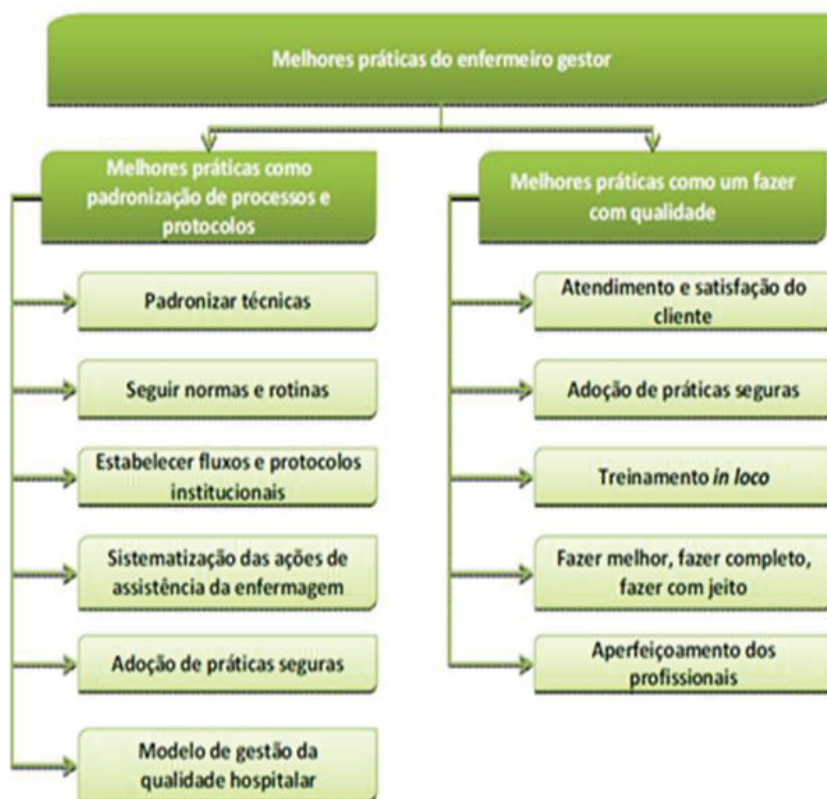 Melhores práticas do enfermeiro gestor
Melhores práticas como
padronização de processos e
protocolos
Padronizar técnicas
Seguir normas e rotinas
Estabelecer fluxos e protocolos
institucionais
Sistematização das ações de
assistência da enfermagem
Adoção de práticas seguras
Modelo de gestão da
qualidade hospitalar
Melhores práticas como um fazer
com qualidade
Atendimento e satisfação do
cliente
Adoção de práticas seguras
Treinamento in loco
Fazer melhor, fazer completo,
fazer com jeito
Aperfeiçoamento dos
profissionais